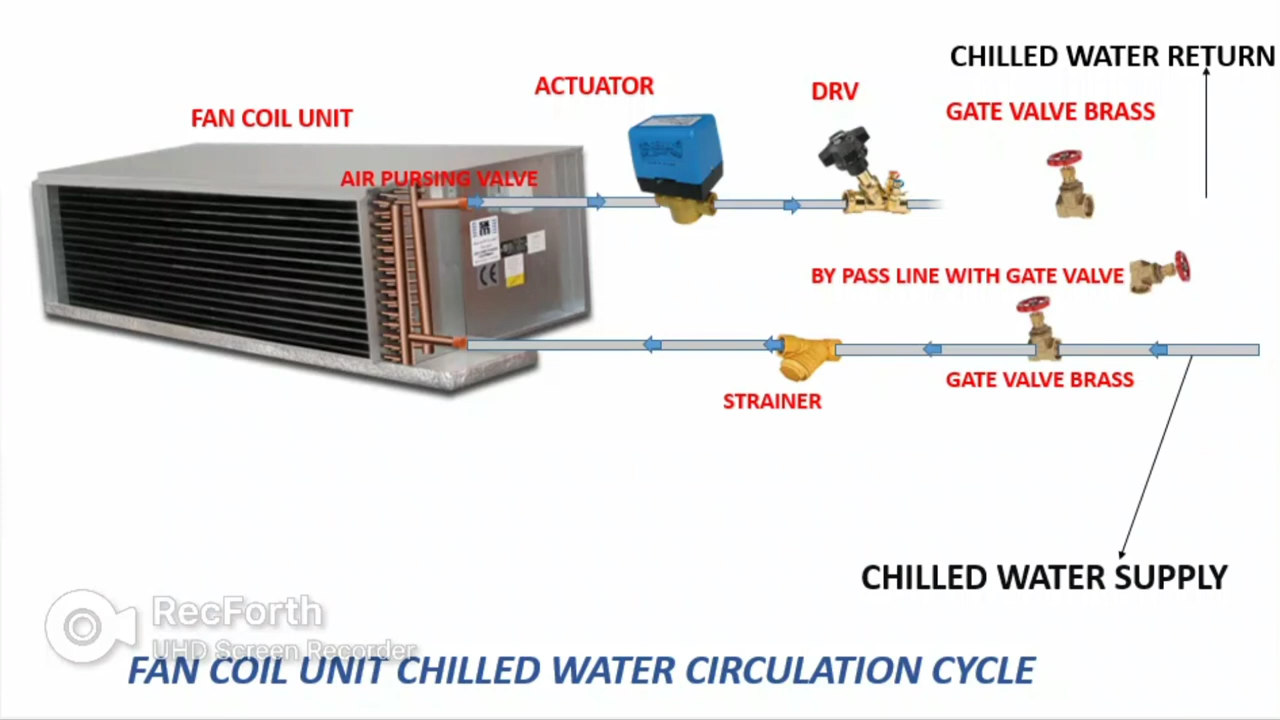 CHILLED WATER RETURN
ACTUATOR
DRV
GATE VALVE BRASS
FAN COIL UNIT
AIR PURSING VALVE
BY PASS LINE WITH GATE VALVE
CE
GATE VALVE BRASS
STRAINER
CHILLED WATER SUPPLY
RecForth
UHD Screen Recorder
FAN COIL UNIT CHILLED WATER CIRCULATION CYCLE